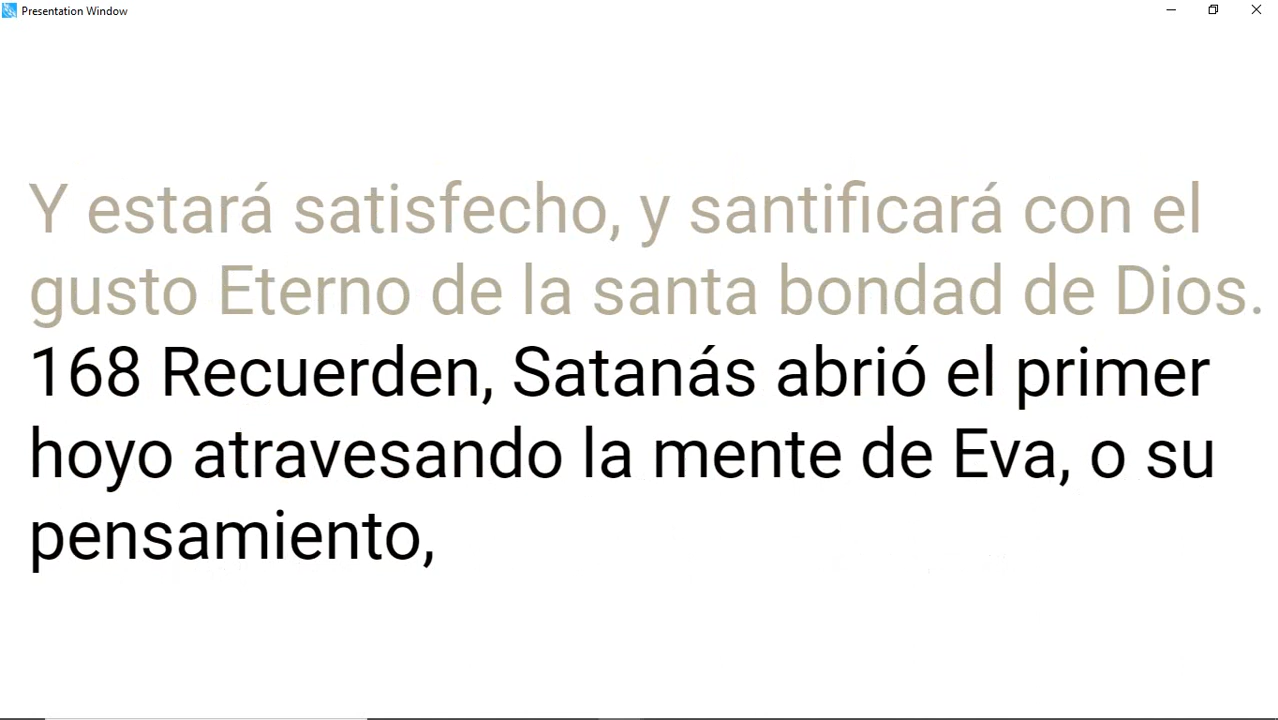 Presentation Window
Y estará satisfecho, y santificará con el
gusto Eterno de la santa bondad de Dios.
168 Recuerden, Satanás abrió el primer
hoyo atravesando la mente de Eva, o su
pensamiento,